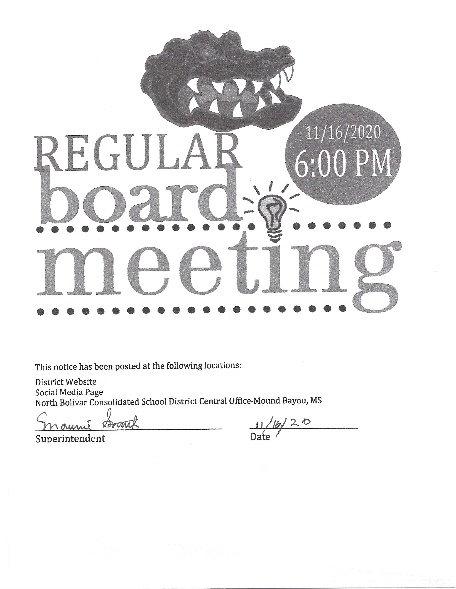 11/16/2020
6:00 PM
REGULAR
board
meeting
This notice has been posted at the following locations:
District Website
Social Media Page
North Bolivar Consolidated School District Central Office-Mound Bayou, MS
11/16/20
Superintendent
Date